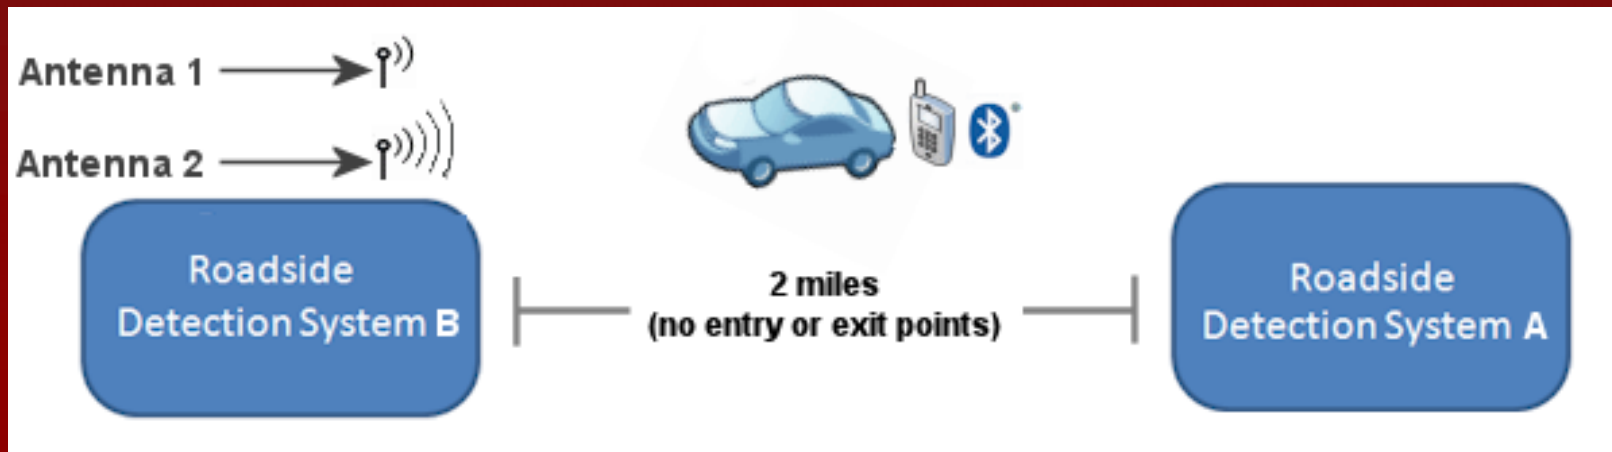 Antenna 1
Antenna 2
Roadside
Detection System B
2 miles
(no entry or exit points)
Roadside
Detection System A